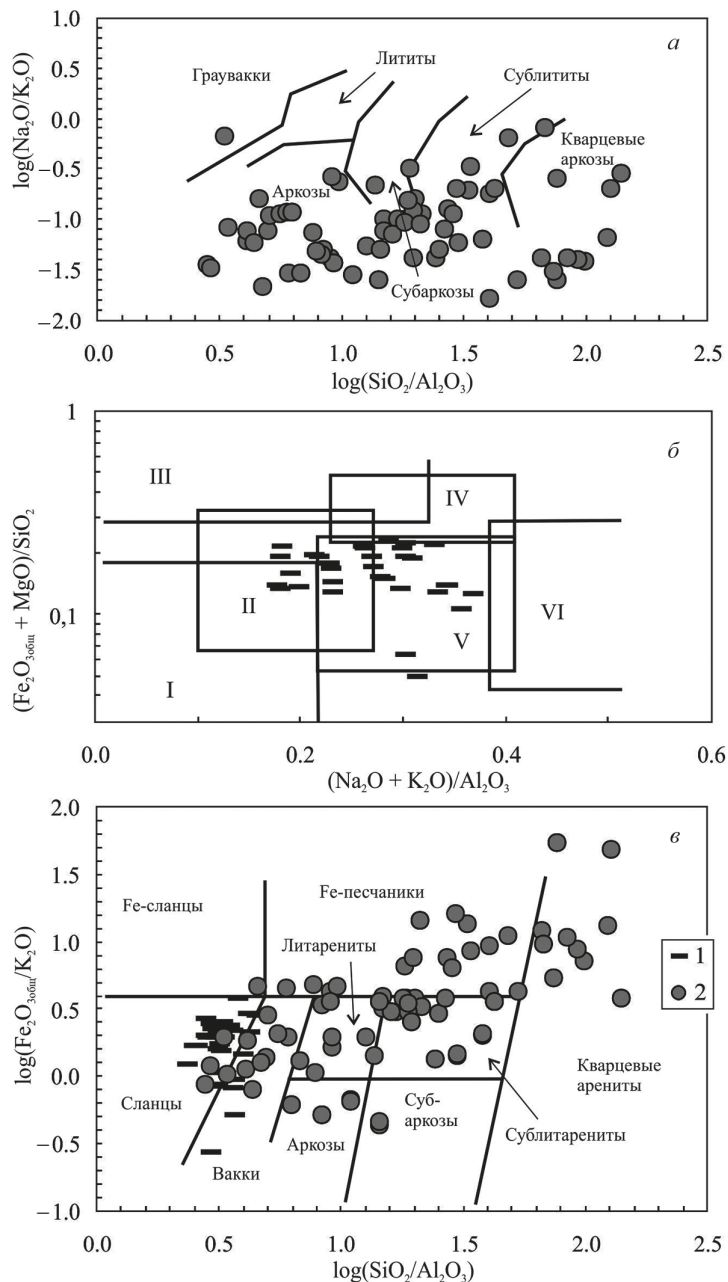 а
1.0
0.5
0.0
−0.5
−1.0
−1.5
−2.0
log(Na₂O/K₂O)
Граувакки
Лититы
Сублититы
Кварцевые
аркозы
Аркозы
Субаркозы
0.0 0.5 1.0 1.5 2.0 2.5
log(SiO₂/Al₂O₃)
б
1
0,1
(Fe₂O₃общ + MgO)/SiO₂
III
IV
II
V
VI
I
0.0 0.2 0.4 0.6
(Na₂O + K₂O)/Al₂O₃
в
2.0
1.5
1.0
0.5
0.0
−0.5
−1.0
log(Fe₂O₃общ/K₂O)
Fe-сланцы
Fe-песчаники
Литарениты
1
2
Сланцы
Вакки
Аркозы
Суб-
аркозы
Сублитарениты
Кварцевые
арениты
0.0 0.5 1.0 1.5 2.0 2.5
log(SiO₂/Al₂O₃)